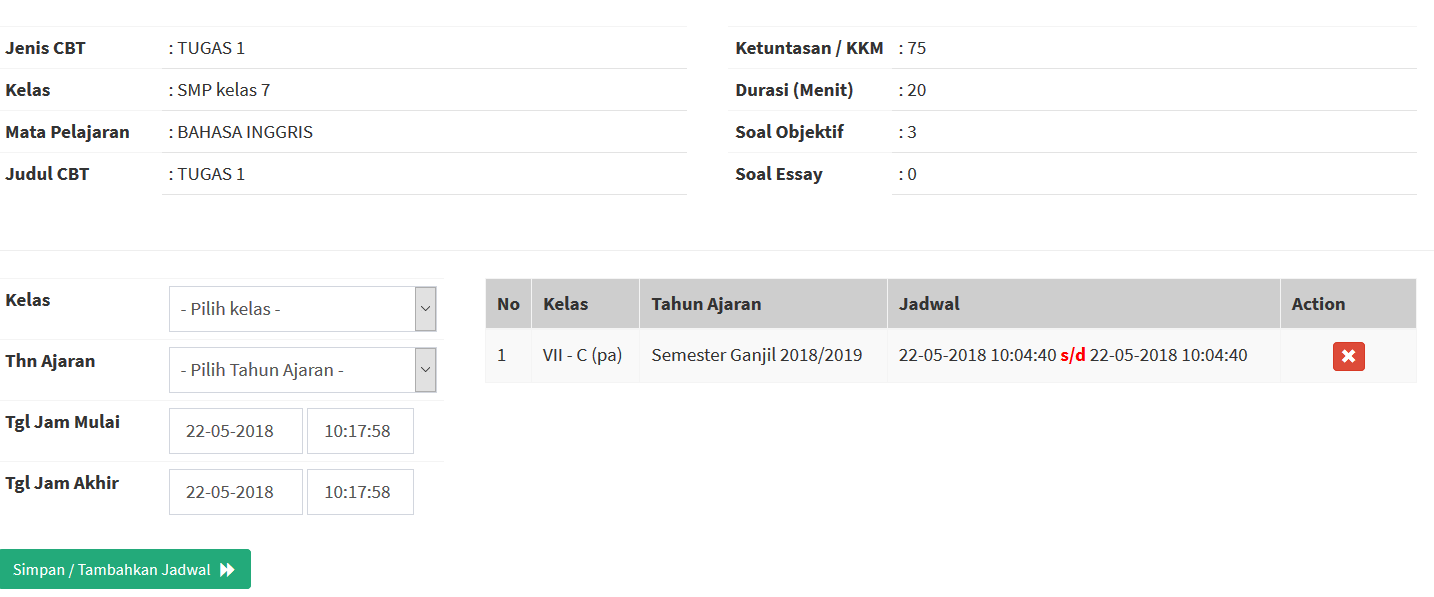 Jenis CBT : TUGAS 1
Kelas : SMP kelas 7
Mata Pelajaran : BAHASA INGGRIS
Judul CBT : TUGAS 1
Ketuntasan / KKM : 75
Durasi (Menit) : 20
Soal Objektif : 3
Soal Essay : 0
Kelas - Pilih kelas -
Thn Ajaran - Pilih Tahun Ajaran -
Tgl Jam Mulai 22-05-2018 10:17:58
Tgl Jam Akhir 22-05-2018 10:17:58
Simpan / Tambahkan Jadwal
No Kelas Tahun Ajaran Jadwal Action
1 VII - C (pa) Semester Ganjil 2018/2019 22-05-2018 10:04:40 s/d 22-05-2018 10:04:40